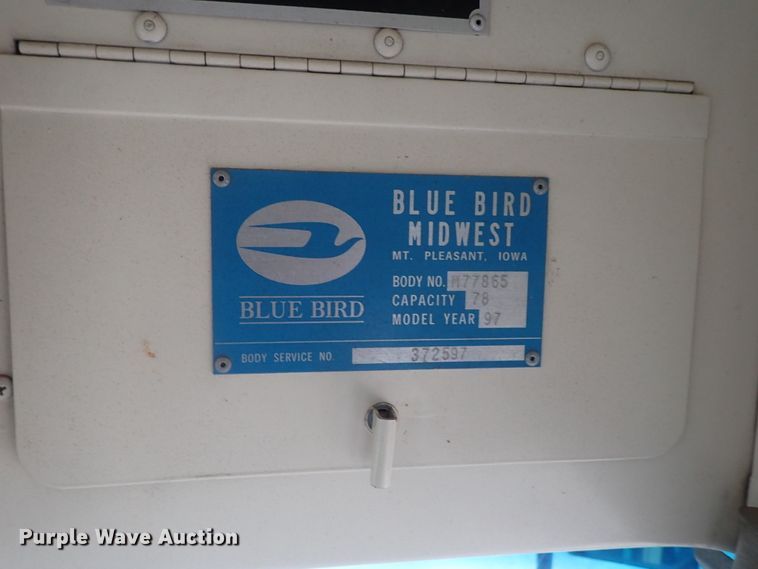 BLUE BIRD
MIDWEST
MT. PLEASANT, IOWA
BODY NO. M77865
CAPACITY 78
MODEL YEAR 97
BLUE BIRD
BODY SERVICE NO. 372597
Purple Wave Auction